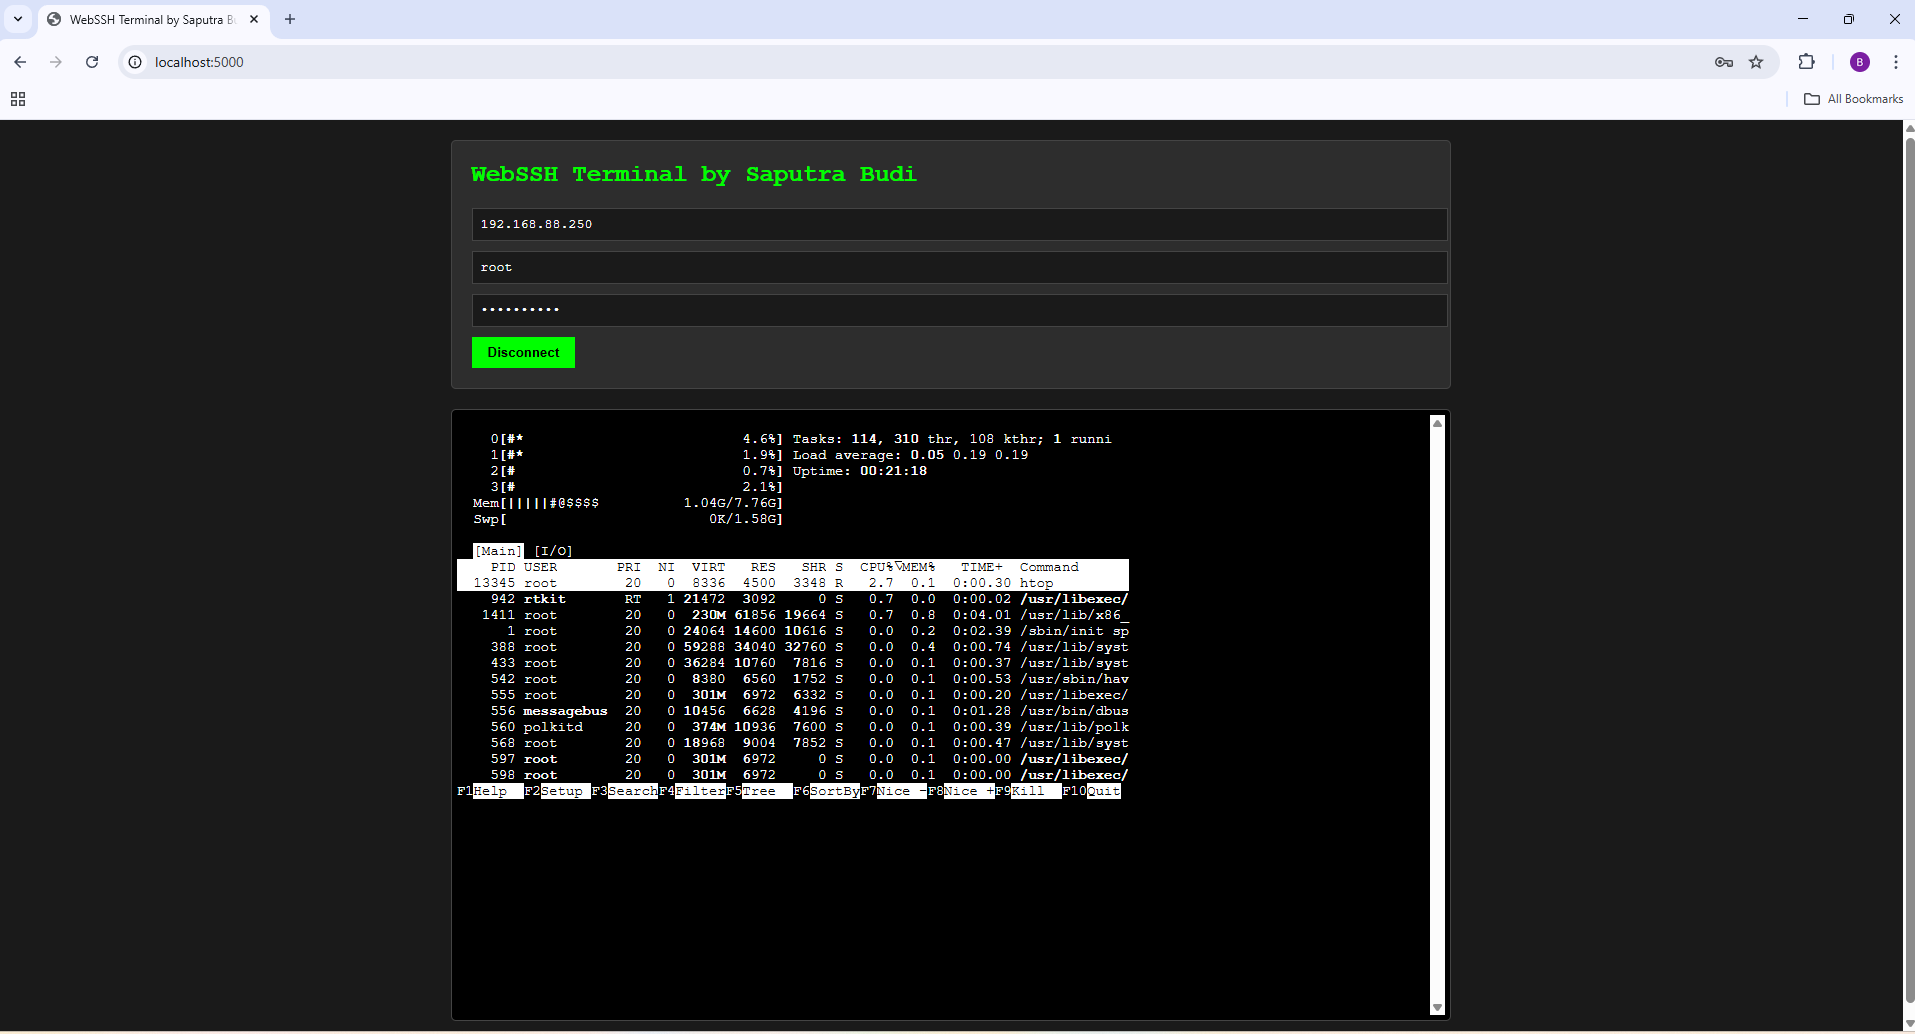 WebSSH Terminal by Saputra Bu
localhost:5000
B
All Bookmarks
WebSSH Terminal by Saputra Budi
192.168.88.250
root
••••••••••
Disconnect
0[#* 4.6%] Tasks: 114, 310 thr, 108 kthr; 1 runni
1[#* 1.9%] Load average: 0.05 0.19 0.19
2[# 0.7%] Uptime: 00:21:18
3[# 2.1%]
Mem[|||||#@$$$$ 1.04G/7.76G]
Swp[ 0K/1.58G]
[Main] [I/O]
PID USER PRI NI VIRT RES SHR S CPU%▽MEM% TIME+ Command
13345 root 20 0 8336 4500 3348 R 2.7 0.1 0:00.30 htop
942 rtkit RT 1 21472 3092 0 S 0.7 0.0 0:00.02 /usr/libexec/
1411 root 20 0 230M 61856 19664 S 0.7 0.8 0:04.01 /usr/lib/x86_
1 root 20 0 24064 14600 10616 S 0.0 0.2 0:02.39 /sbin/init sp
388 root 20 0 59288 34040 32760 S 0.0 0.4 0:00.74 /usr/lib/syst
433 root 20 0 36284 10760 7816 S 0.0 0.1 0:00.37 /usr/lib/syst
542 root 20 0 8380 6560 1752 S 0.0 0.1 0:00.53 /usr/sbin/hav
555 root 20 0 301M 6972 6332 S 0.0 0.1 0:00.20 /usr/libexec/
556 messagebus 20 0 10456 6628 4196 S 0.0 0.1 0:01.28 /usr/bin/dbus
560 polkitd 20 0 374M 10936 7600 S 0.0 0.1 0:00.39 /usr/lib/polk
568 root 20 0 18968 9004 7852 S 0.0 0.1 0:00.47 /usr/lib/syst
597 root 20 0 301M 6972 0 S 0.0 0.1 0:00.00 /usr/libexec/
598 root 20 0 301M 6972 0 S 0.0 0.1 0:00.00 /usr/libexec/
F1Help F2Setup F3SearchF4FilterF5Tree F6SortByF7Nice -F8Nice +F9Kill F10Quit